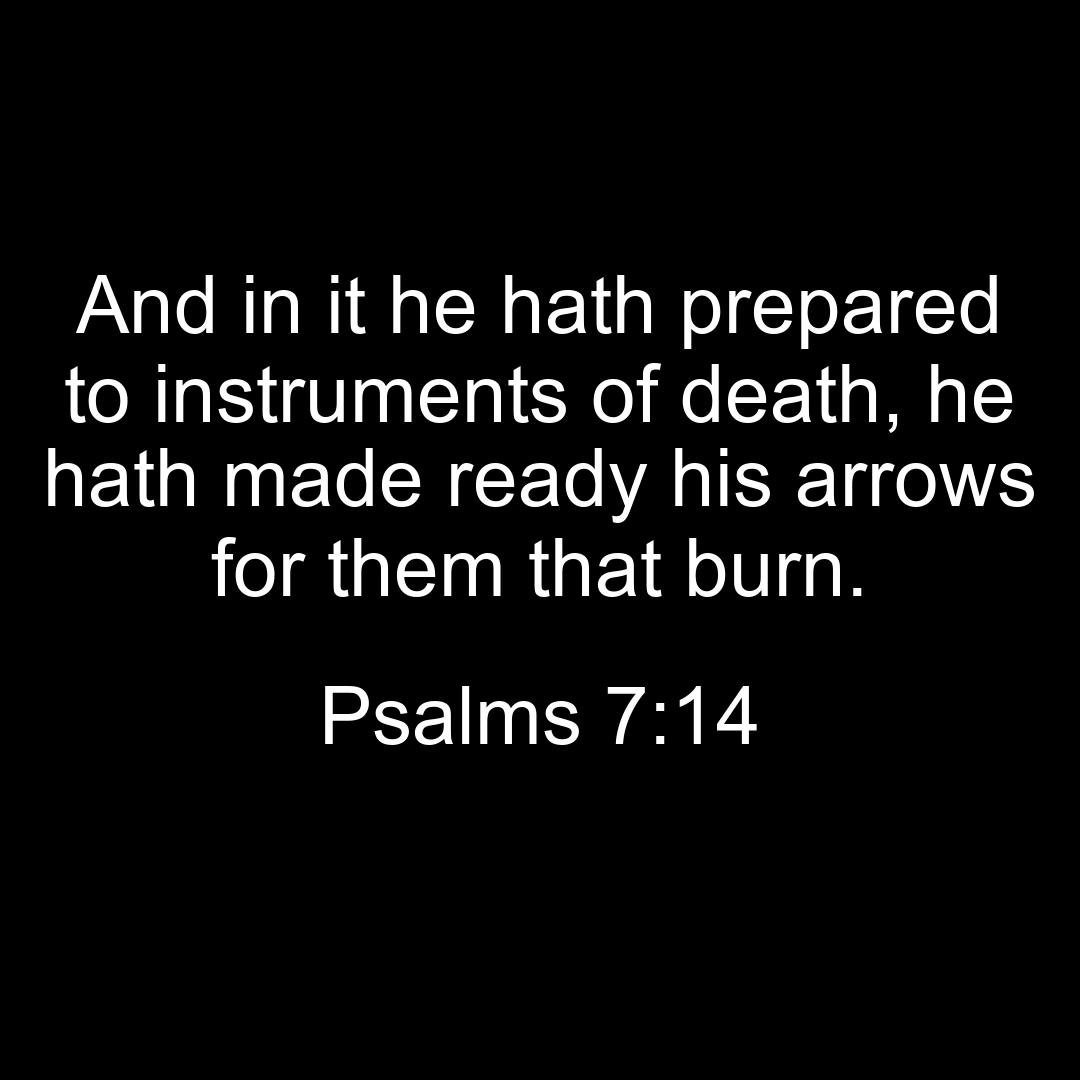 And in it he hath prepared
to instruments of death, he
hath made ready his arrows
for them that burn.
Psalms 7:14